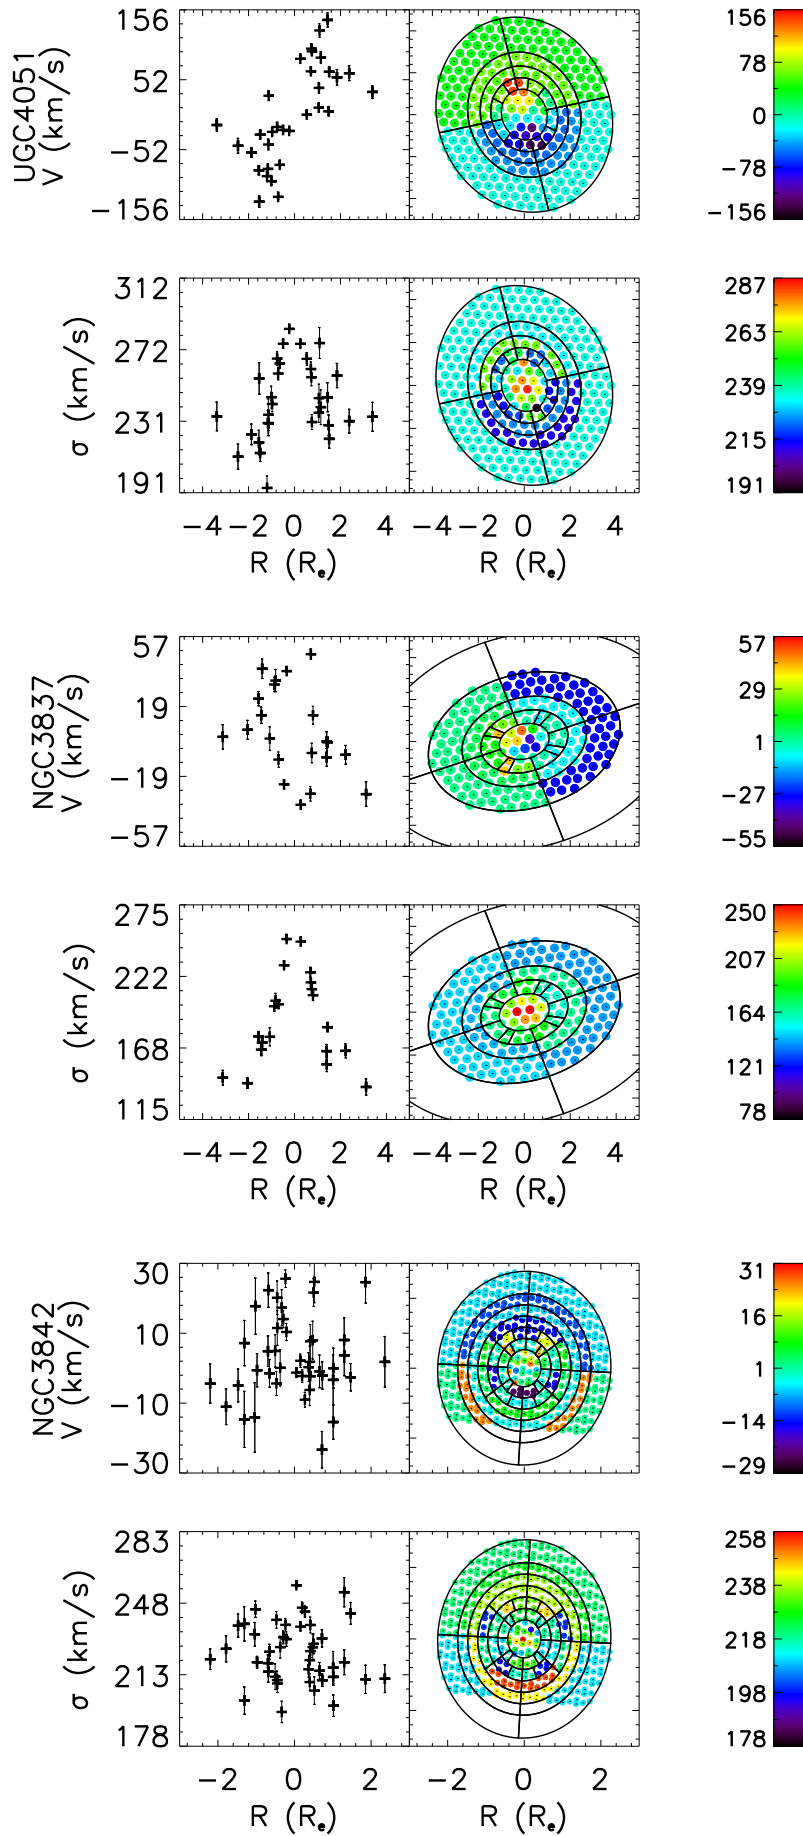 UGC4051
V (km/s)
156
52
−52
−156
156
78
0
−78
−156
σ (km/s)
312
272
231
191
287
263
239
215
191
−4 −2 0 2 4
−4 −2 0 2 4
R (Re)
R (Re)
NGC3837
V (km/s)
57
19
−19
−57
57
29
1
−27
−55
σ (km/s)
275
222
168
115
250
207
164
121
78
−4 −2 0 2 4
−4 −2 0 2 4
R (Re)
R (Re)
NGC3842
V (km/s)
30
10
−10
−30
31
16
1
−14
−29
σ (km/s)
283
248
213
178
258
238
218
198
178
−2 0 2
−2 0 2
R (Re)
R (Re)